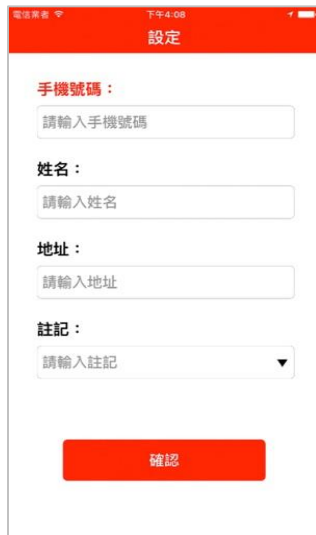 電信業者 下午4:08
設定
手機號碼：
請輸入手機號碼
姓名：
請輸入姓名
地址：
請輸入地址
註記：
請輸入註記
確認